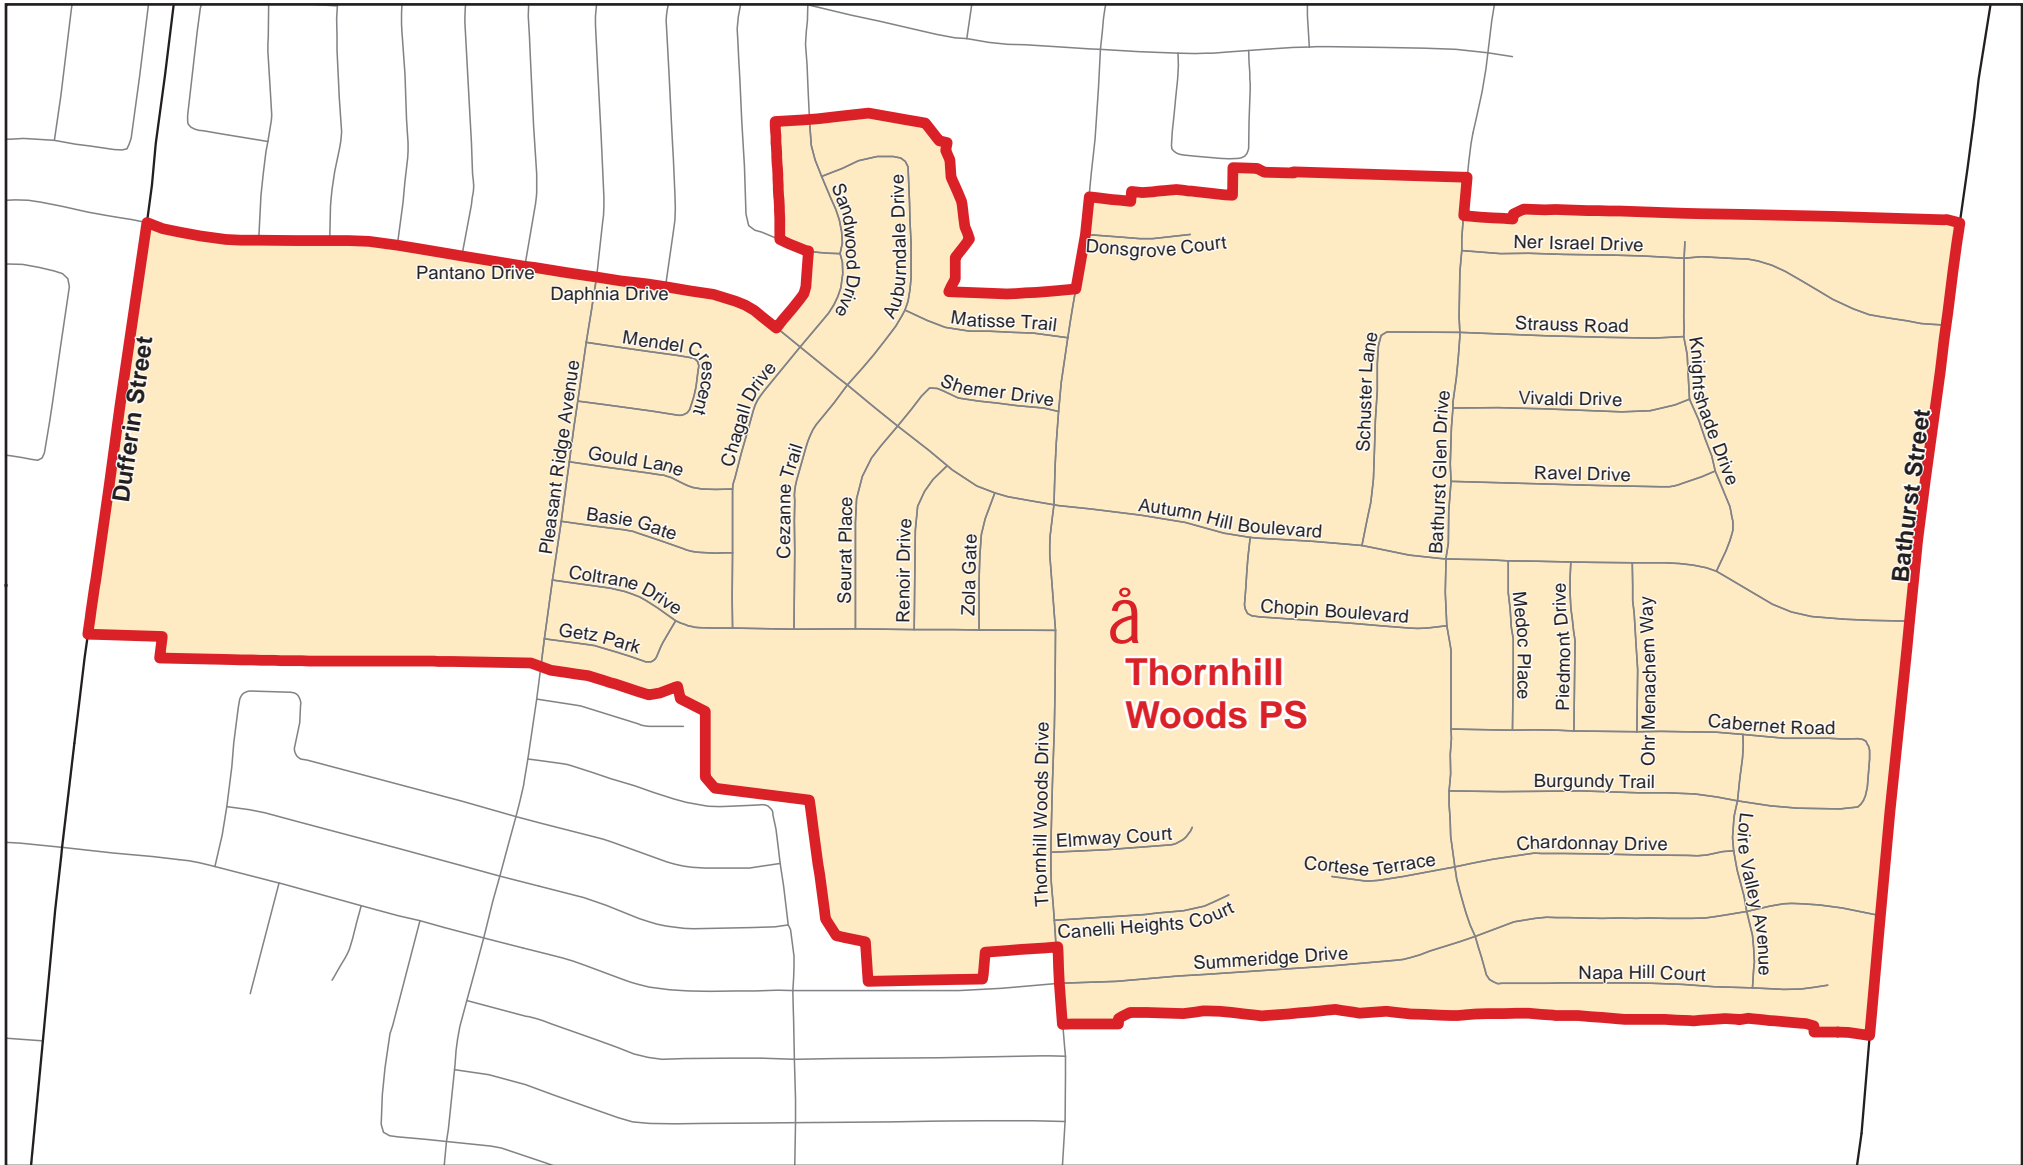 Sandwood Drive
Auburndale Drive
Donsgrove Court
Ner Israel Drive
Pantano Drive
Daphnia Drive
Matisse Trail
Strauss Road
Mendel Crescent
Schuster Lane
Knightshade Drive
Dufferin Street
Pleasant Ridge Avenue
Chagall Drive
Shemer Drive
Vivaldi Drive
Bathurst Glen Drive
Bathurst Street
Gould Lane
Cezanne Trail
Ravel Drive
Basie Gate
Seurat Place
Renoir Drive
Zola Gate
Autumn Hill Boulevard
Coltrane Drive
Chopin Boulevard
Medoc Place
Piedmont Drive
Ohr Menachem Way
Getz Park
å
Thornhill
Woods PS
Cabernet Road
Thornhill Woods Drive
Burgundy Trail
Elmway Court
Cortese Terrace
Chardonnay Drive
Loire Valley Avenue
Canelli Heights Court
Summeridge Drive
Napa Hill Court